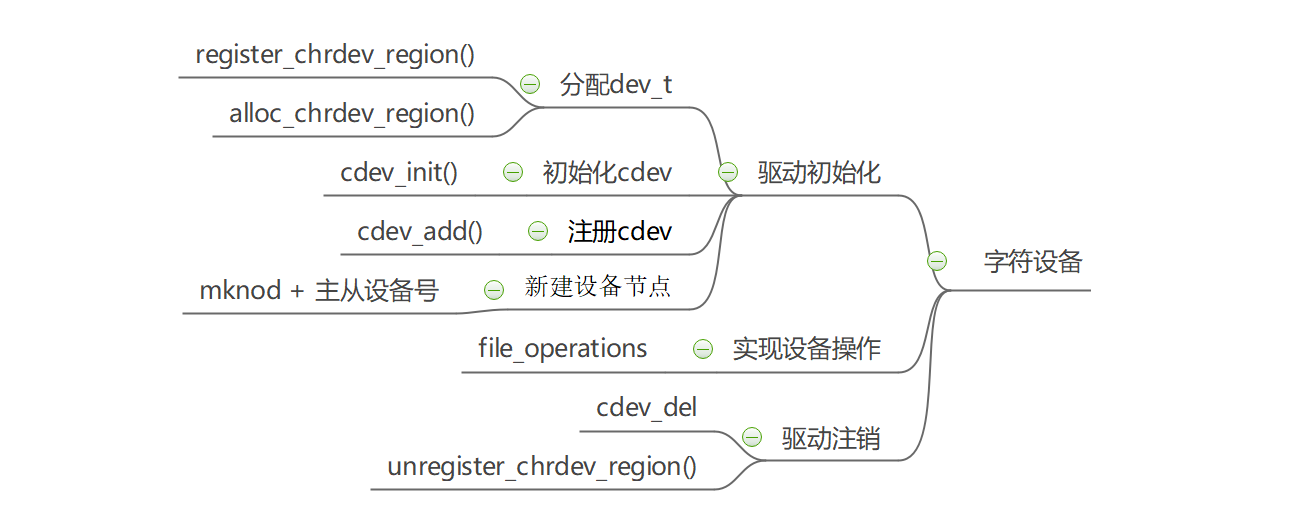 register_chrdev_region()
分配dev_t
alloc_chrdev_region()
cdev_init()
初始化cdev
驱动初始化
cdev_add()
注册cdev
字符设备
mknod + 主从设备号
新建设备节点
file_operations
实现设备操作
cdev_del
驱动注销
unregister_chrdev_region()